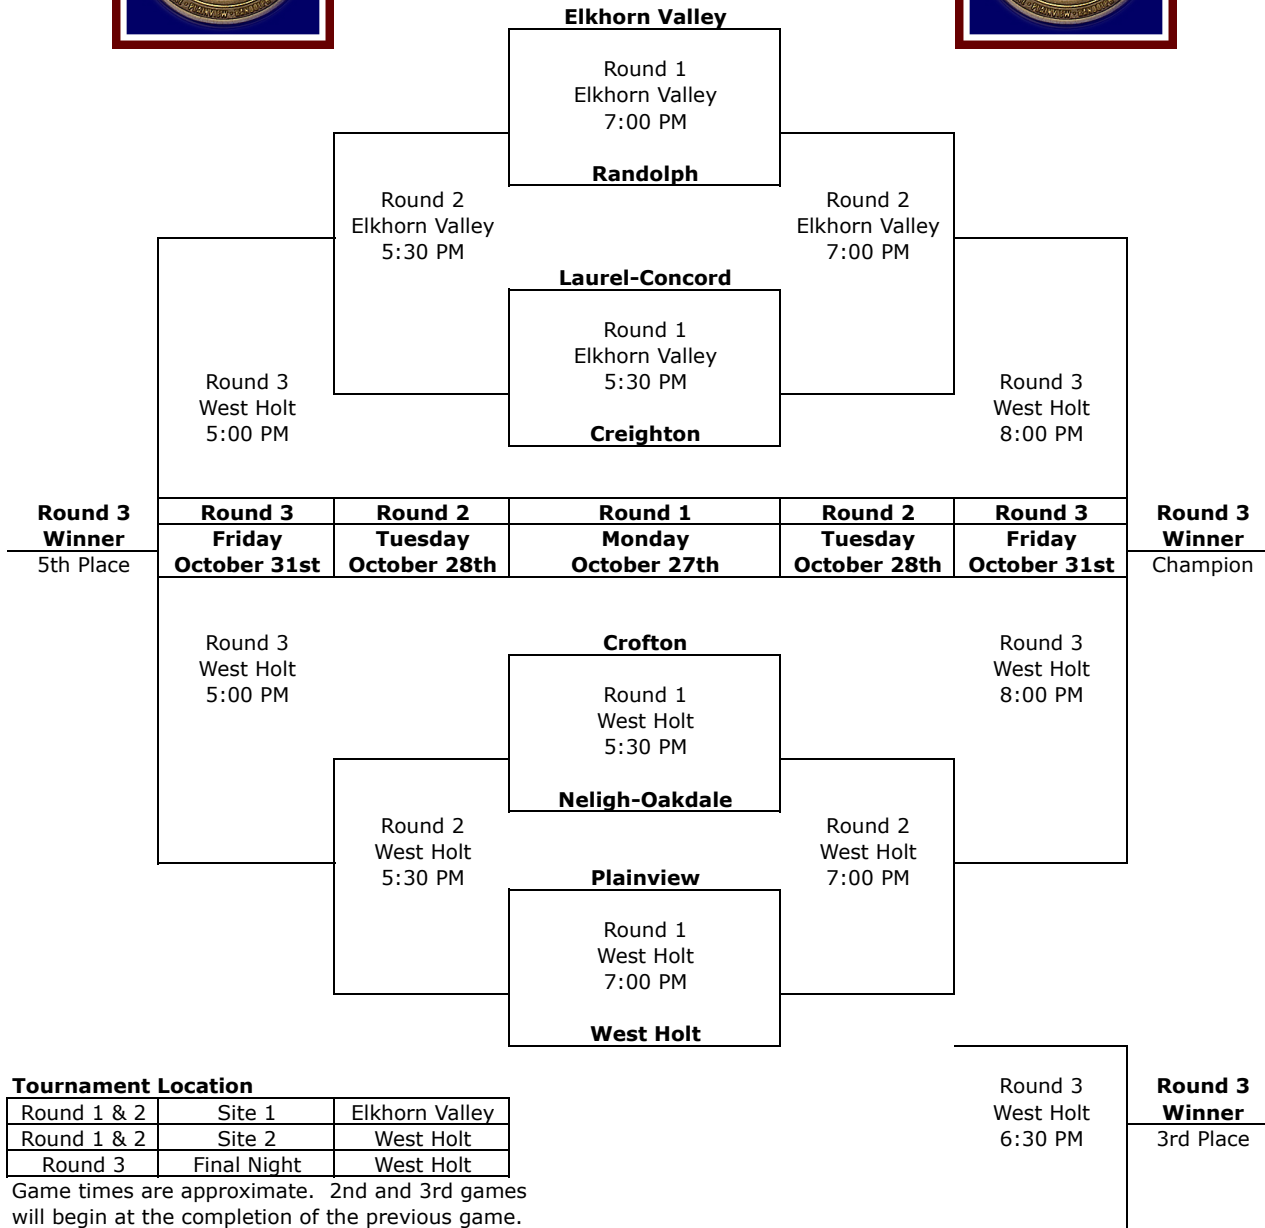 Elkhorn Valley
Round 1
Elkhorn Valley
7:00 PM
Randolph
Round 2
Elkhorn Valley
5:30 PM
Round 2
Elkhorn Valley
7:00 PM
Laurel-Concord
Round 1
Elkhorn Valley
5:30 PM
Creighton
Round 3
West Holt
5:00 PM
Round 3
West Holt
8:00 PM
Round 3 Round 3 Round 2 Round 1 Round 2 Round 3 Round 3
Winner Friday Tuesday Monday Tuesday Friday Winner
5th Place October 31st October 28th October 27th October 28th October 31st Champion
Round 3
West Holt
5:00 PM
Crofton
Round 1
West Holt
5:30 PM
Neligh-Oakdale
Round 3
West Holt
8:00 PM
Round 2
West Holt
5:30 PM
Round 2
West Holt
7:00 PM
Plainview
Round 1
West Holt
7:00 PM
West Holt
Tournament Location
Round 1 & 2 Site 1 Elkhorn Valley
Round 1 & 2 Site 2 West Holt
Round 3 Final Night West Holt
Game times are approximate. 2nd and 3rd games
will begin at the completion of the previous game.
Round 3
West Holt
6:30 PM
Round 3
Winner
3rd Place